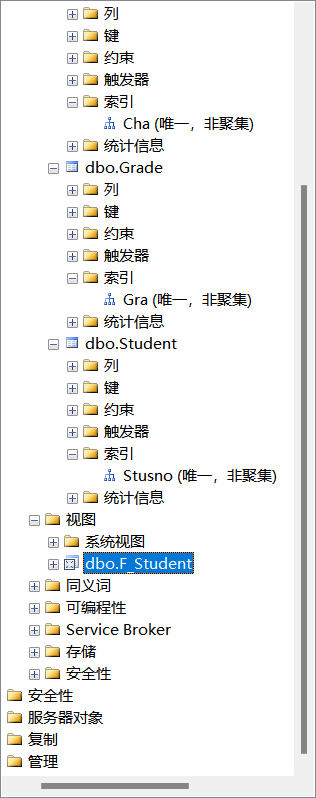 列
键
约束
触发器
索引
Cha (唯一，非聚集)
统计信息
dbo.Grade
列
键
约束
触发器
索引
Gra (唯一，非聚集)
统计信息
dbo.Student
列
键
约束
触发器
索引
Stusno (唯一，非聚集)
统计信息
视图
系统视图
dbo.F_Student
同义词
可编程性
Service Broker
存储
安全性
安全性
服务器对象
复制
管理